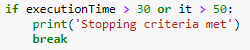 if executionTime > 30 or it > 50:
    print('Stopping criteria met')
    break